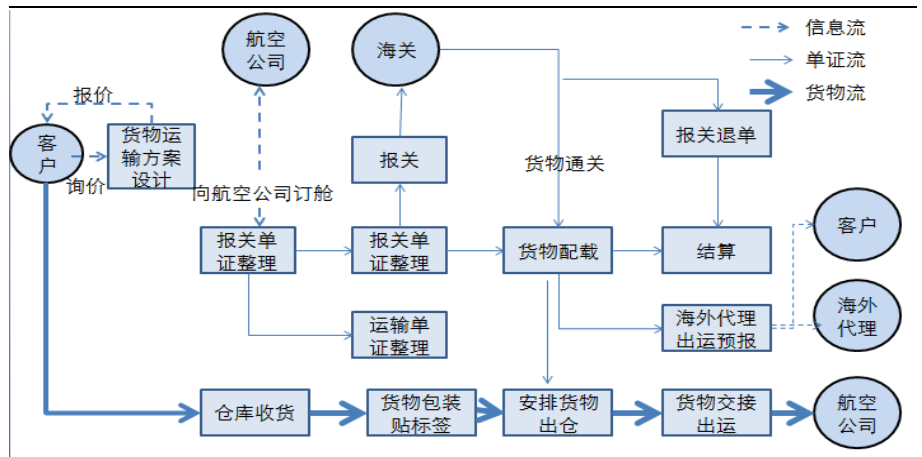 航空
公司
海关
信息流
单证流
货物流
报价
客
户
货物运
输方案
设计
询价
报关
货物通关
报关退单
向航空公司订舱
报关单
证整理
报关单
证整理
货物配载
结算
客户
运输单
证整理
海外代理
出运预报
海外
代理
仓库收货
货物包装
贴标签
安排货物
出仓
货物交接
出运
航空
公司